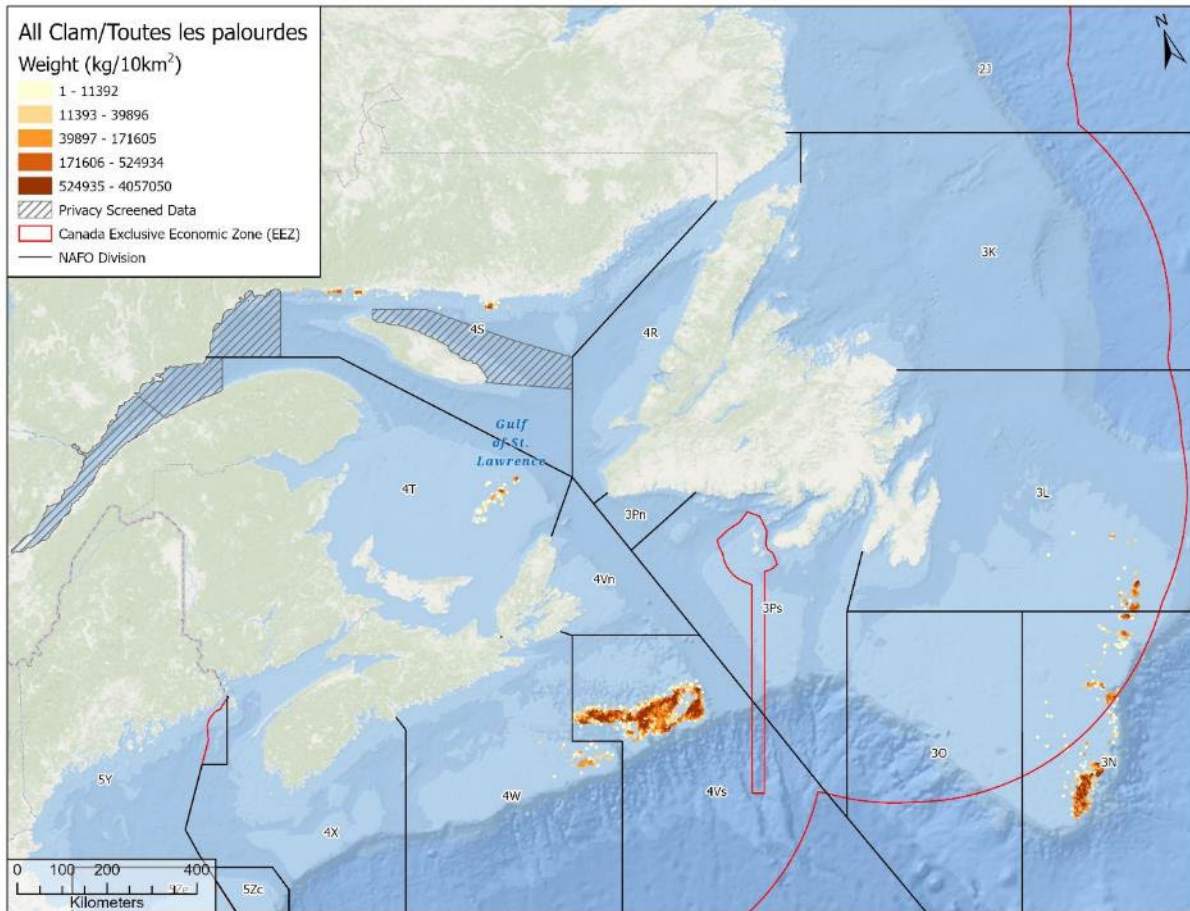 All Clam/Toutes les palourdes
Weight (kg/10km²)
1 - 11392
11393 - 39896
39897 - 171605
171606 - 524934
524935 - 4057050
Privacy Screened Data
Canada Exclusive Economic Zone (EEZ)
NAFO Division
N
2J
3K
4S
4R
Gulf
of St.
Lawrence
4T
3L
3Pn
4Vn
3Ps
3O
3N
5Y
4W
4Vs
4X
5Ze
5Zc
0 100 200 400
Kilometers